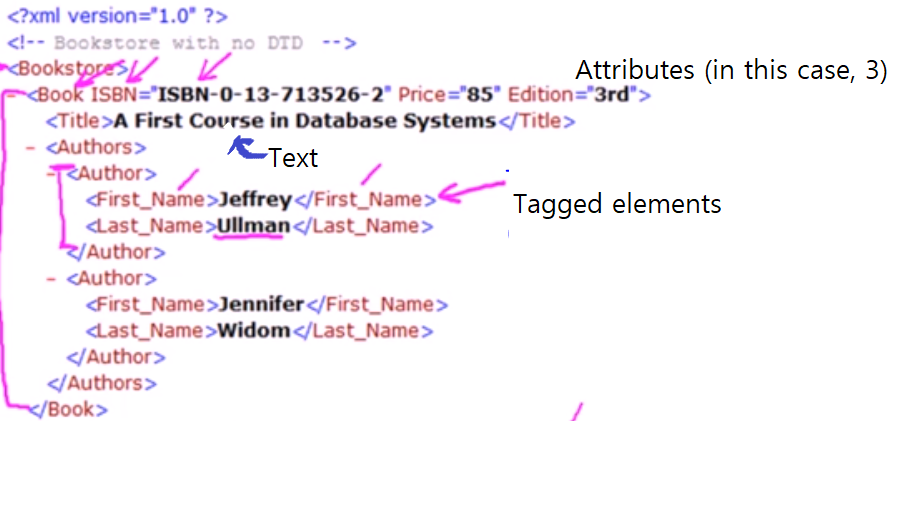 <?xml version="1.0" ?>
<!-- Bookstore with no DTD -->
<Bookstore>
Attributes (in this case, 3)
- <Book ISBN="ISBN-0-13-713526-2" Price="85" Edition="3rd">
<Title>A First Course in Database Systems</Title>
- <Authors>
Text
- <Author>
<First_Name>Jeffrey</First_Name>
Tagged elements
<Last_Name>Ullman</Last_Name>
</Author>
- <Author>
<First_Name>Jennifer</First_Name>
<Last_Name>Widom</Last_Name>
</Author>
</Authors>
</Book>